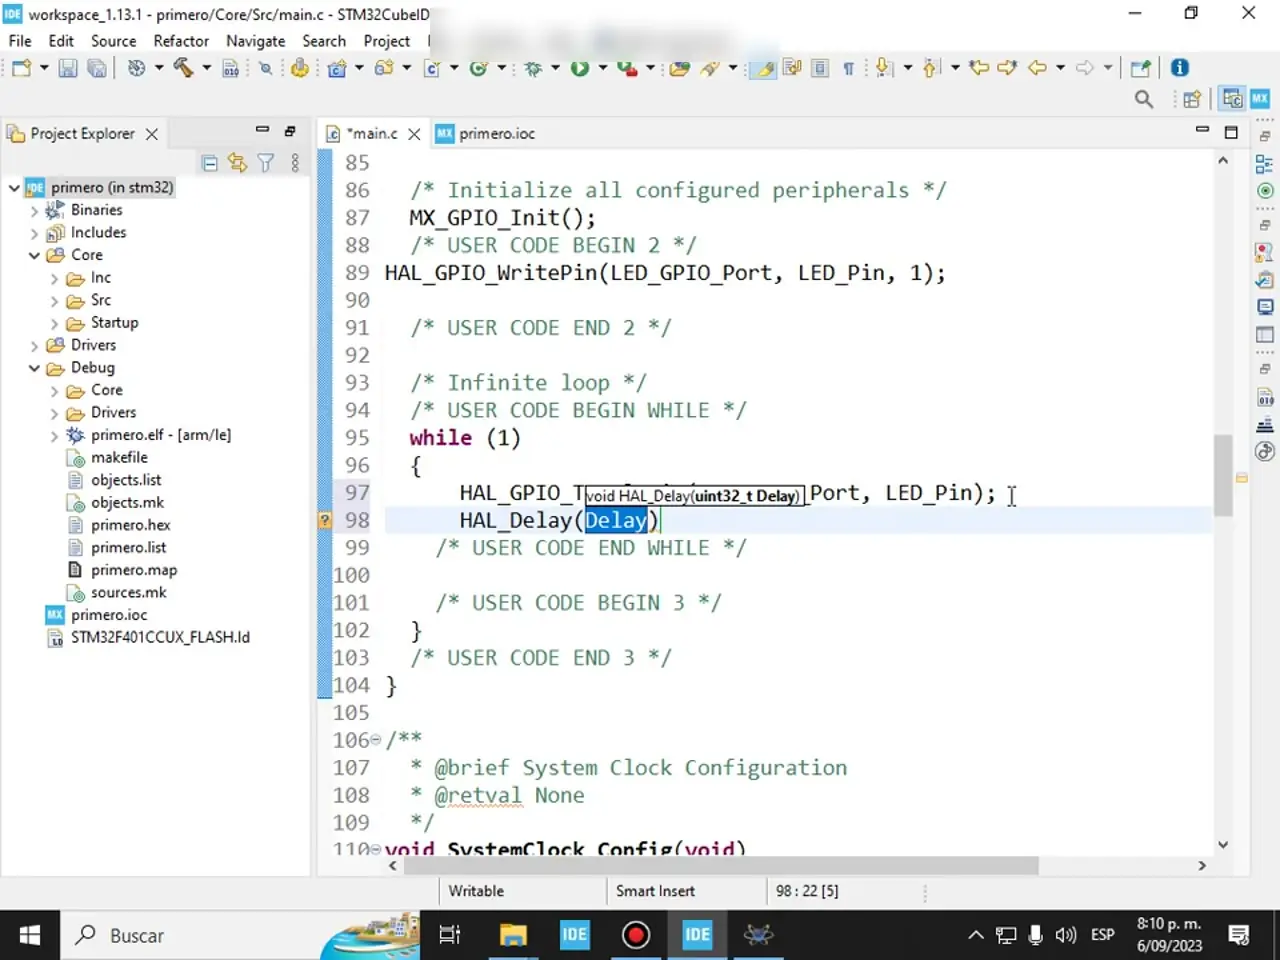 IDE workspace_1.13.1 - primero/Core/Src/main.c - STM32CubeID
File Edit Source Refactor Navigate Search Project
Project Explorer
*main.c
MX primero.ioc
IDE primero (in stm32)
Binaries
Includes
Core
Inc
Src
Startup
Drivers
Debug
Core
Drivers
primero.elf - [arm/le]
makefile
objects.list
objects.mk
primero.hex
primero.list
primero.map
sources.mk
MX primero.ioc
STM32F401CCUX_FLASH.ld
85
86 /* Initialize all configured peripherals */
87 MX_GPIO_Init();
88 /* USER CODE BEGIN 2 */
89 HAL_GPIO_WritePin(LED_GPIO_Port, LED_Pin, 1);
90
91 /* USER CODE END 2 */
92
93 /* Infinite loop */
94 /* USER CODE BEGIN WHILE */
95 while (1)
96 {
void HAL_Delay(uint32_t Delay)
97 HAL_GPIO_T Port, LED_Pin);
98 HAL_Delay(Delay)
99 /* USER CODE END WHILE */
100
101 /* USER CODE BEGIN 3 */
102 }
103 /* USER CODE END 3 */
104 }
105
106 /**
107 * @brief System Clock Configuration
108 * @retval None
109 */
110 void SystemClock_Config(void)
Writable Smart Insert 98 : 22 [5]
Buscar
IDE
IDE
ESP
8:10 p. m.
6/09/2023